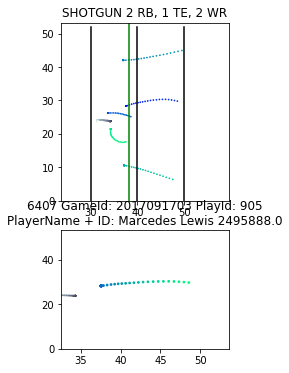 SHOTGUN 2 RB, 1 TE, 2 WR
50
40
30
20
10
0
30 40 50
6407 GameId: 2017091703 PlayId: 905
PlayerName + ID: Marcedes Lewis 2495888.0
40
20
0
35 40 45 50